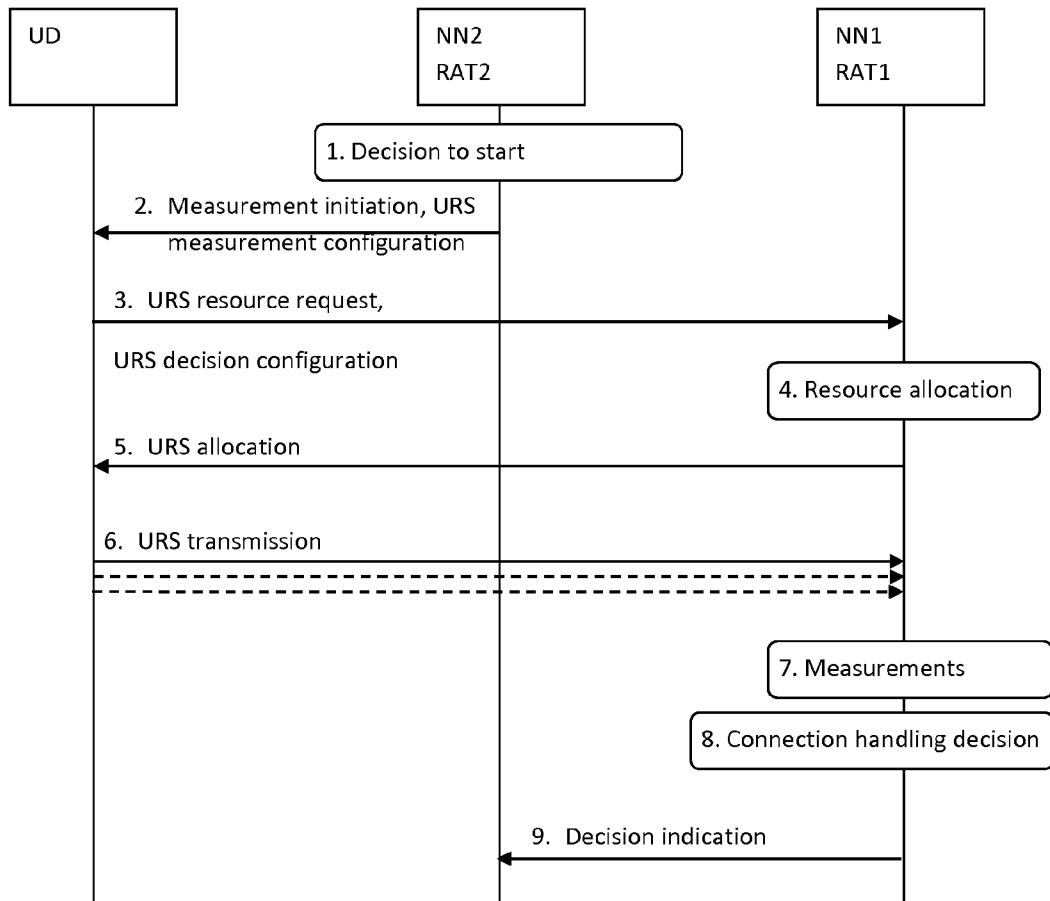 UD
NN2
RAT2
NN1
RAT1
1. Decision to start
2. Measurement initiation, URS
measurement configuration
3. URS resource request,
URS decision configuration
4. Resource allocation
5. URS allocation
6. URS transmission
7. Measurements
8. Connection handling decision
9. Decision indication